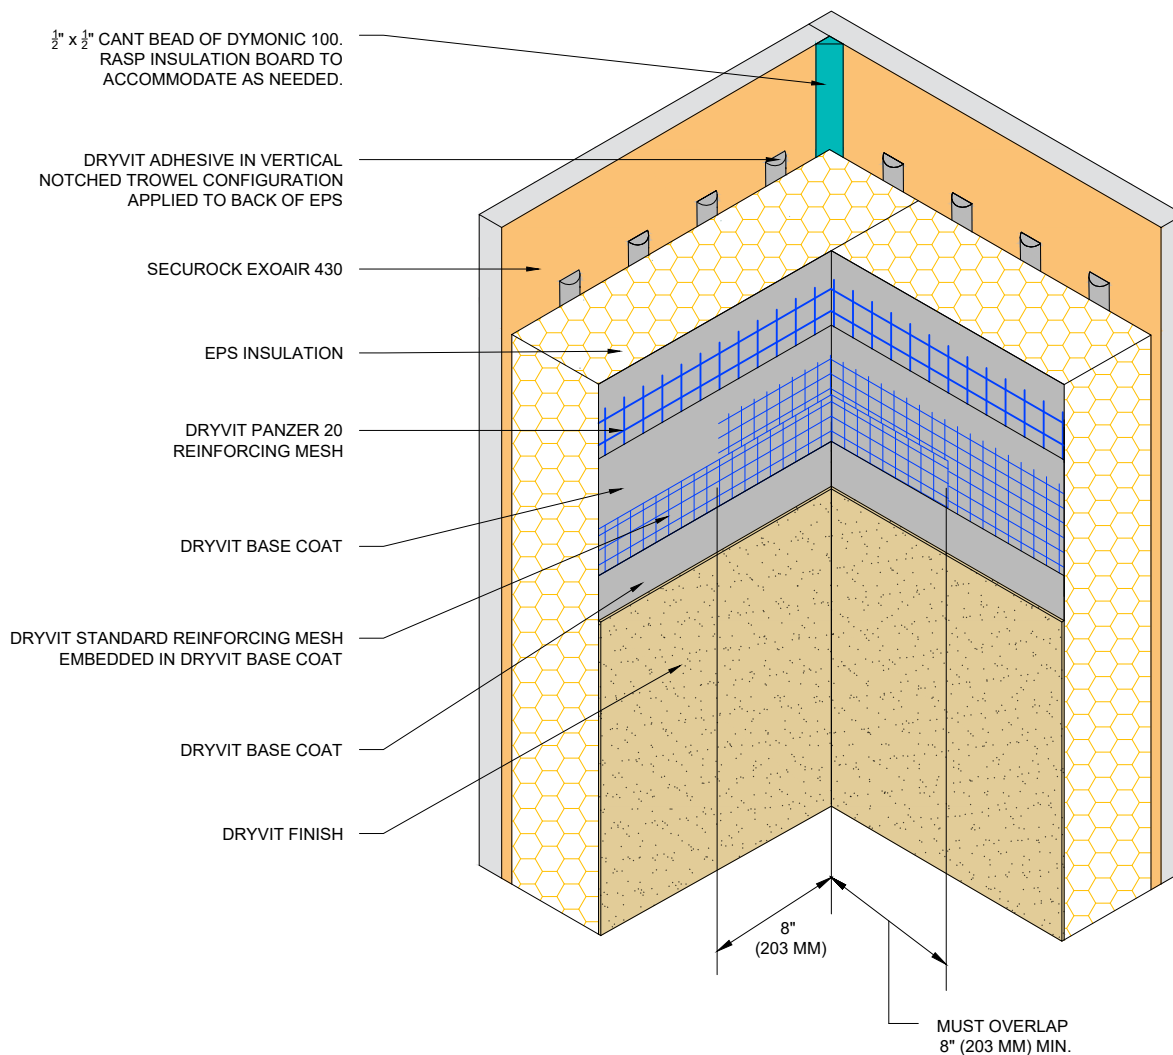 ½" x ½" CANT BEAD OF DYMONIC 100.
RASP INSULATION BOARD TO
ACCOMMODATE AS NEEDED.
DRYVIT ADHESIVE IN VERTICAL
NOTCHED TROWEL CONFIGURATION
APPLIED TO BACK OF EPS
SECUROCK EXOAIR 430
EPS INSULATION
DRYVIT PANZER 20
REINFORCING MESH
DRYVIT BASE COAT
DRYVIT STANDARD REINFORCING MESH
EMBEDDED IN DRYVIT BASE COAT
DRYVIT BASE COAT
DRYVIT FINISH
8"
(203 MM)
MUST OVERLAP
8" (203 MM) MIN.